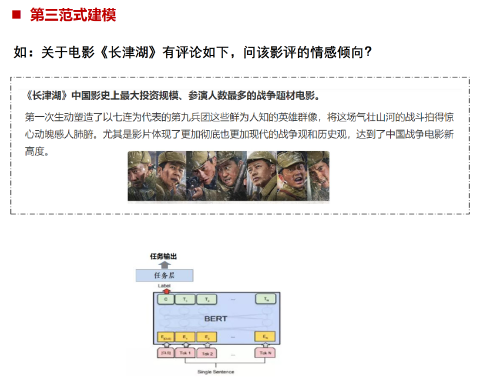 第三范式建模
如：关于电影《长津湖》有评论如下，问该影评的情感倾向？
《长津湖》中国影史上最大投资规模、参演人数最多的战争题材电影。
第一次生动塑造了以七连为代表的第九兵团这些鲜为人知的英雄群像，将这场气壮山河的战斗拍得惊
心动魄感人肺腑。尤其是影片体现了更加彻底也更加现代的战争观和历史观，达到了中国战争电影新
高度。
任务输出
任务层
Label
C T₁ T₂ ... T_N
BERT
E[CLS] E₁ E₂ ... E_N
[CLS] Tok 1 Tok 2 ... Tok N
Single Sentence